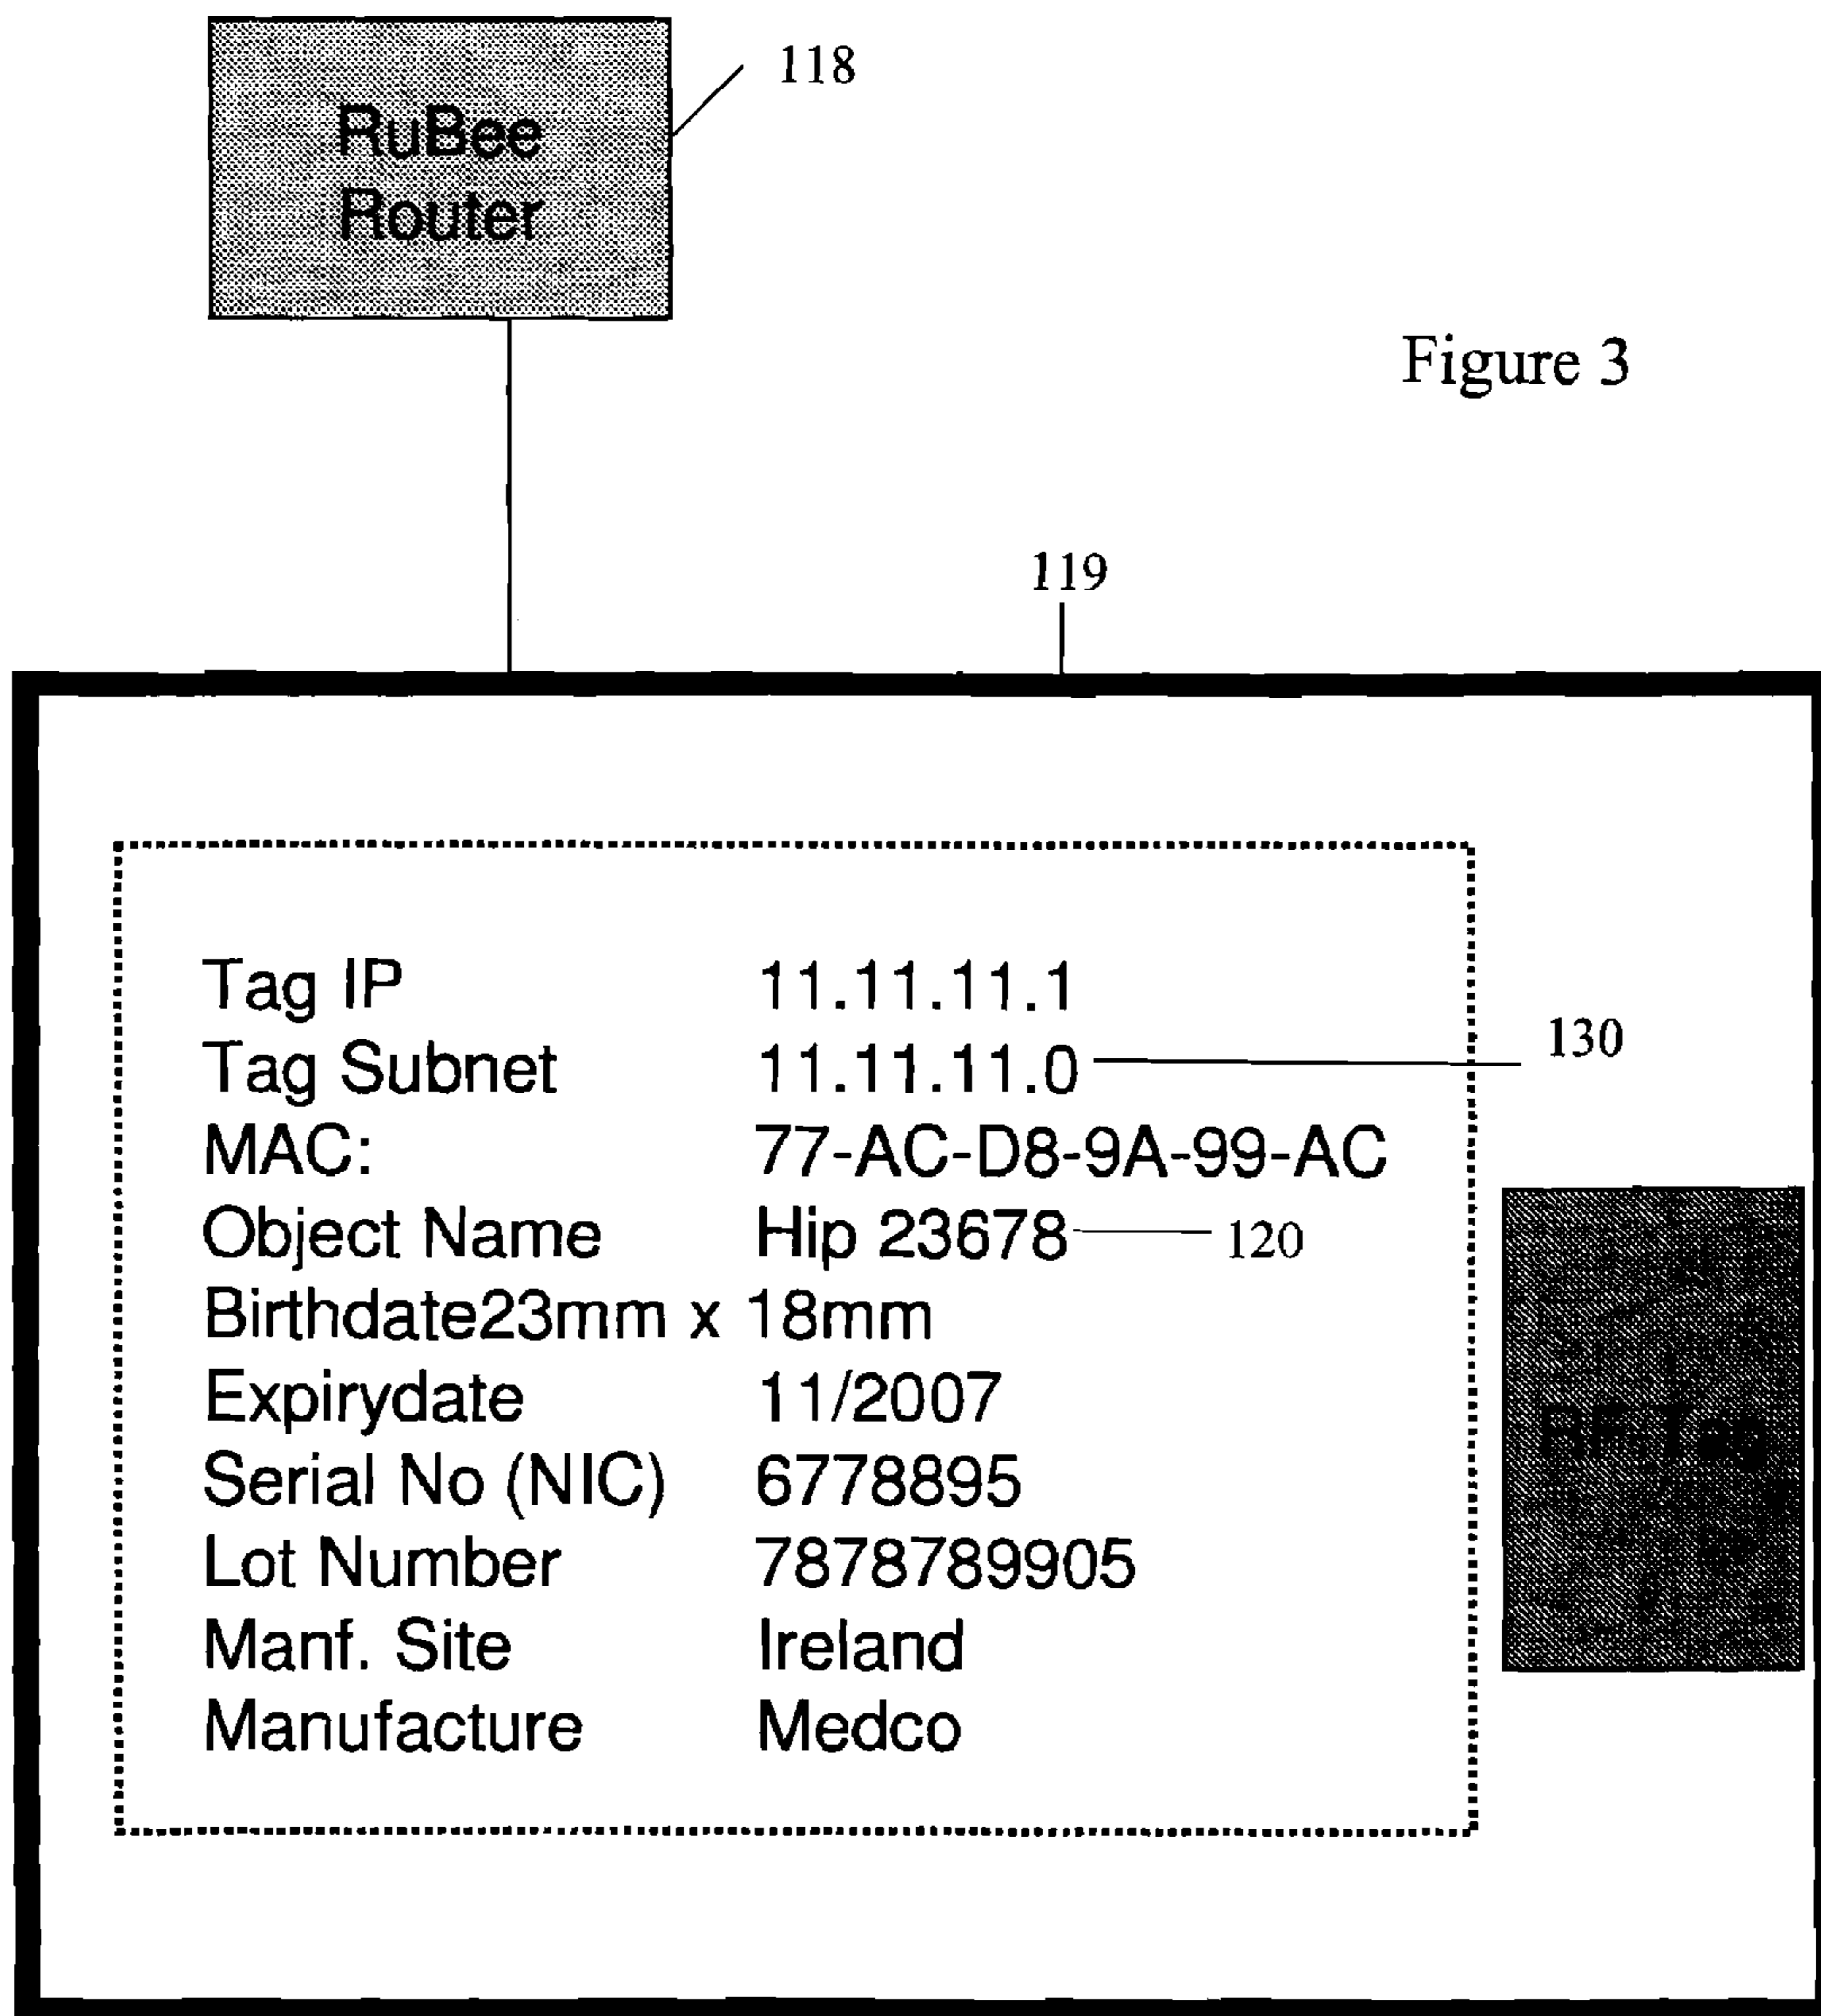 RuBee
Router
118
Figure 3
119
Tag IP 11.11.11.1
Tag Subnet 11.11.11.0
130
MAC: 77-AC-D8-9A-99-AC
Object Name Hip 23678
120
Birthdate23mm x 18mm
Expirydate 11/2007
Serial No (NIC) 6778895
Lot Number 7878789905
Manf. Site Ireland
Manufacture Medco
RF Tag